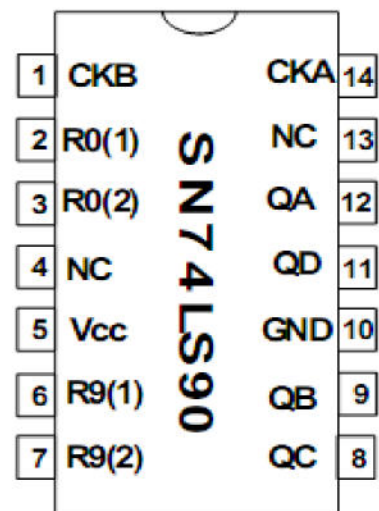 1 CKB CKA 14
2 R0(1) NC 13
3 R0(2) QA 12
4 NC QD 11
5 Vcc GND 10
6 R9(1) QB 9
7 R9(2) QC 8
SN74LS90